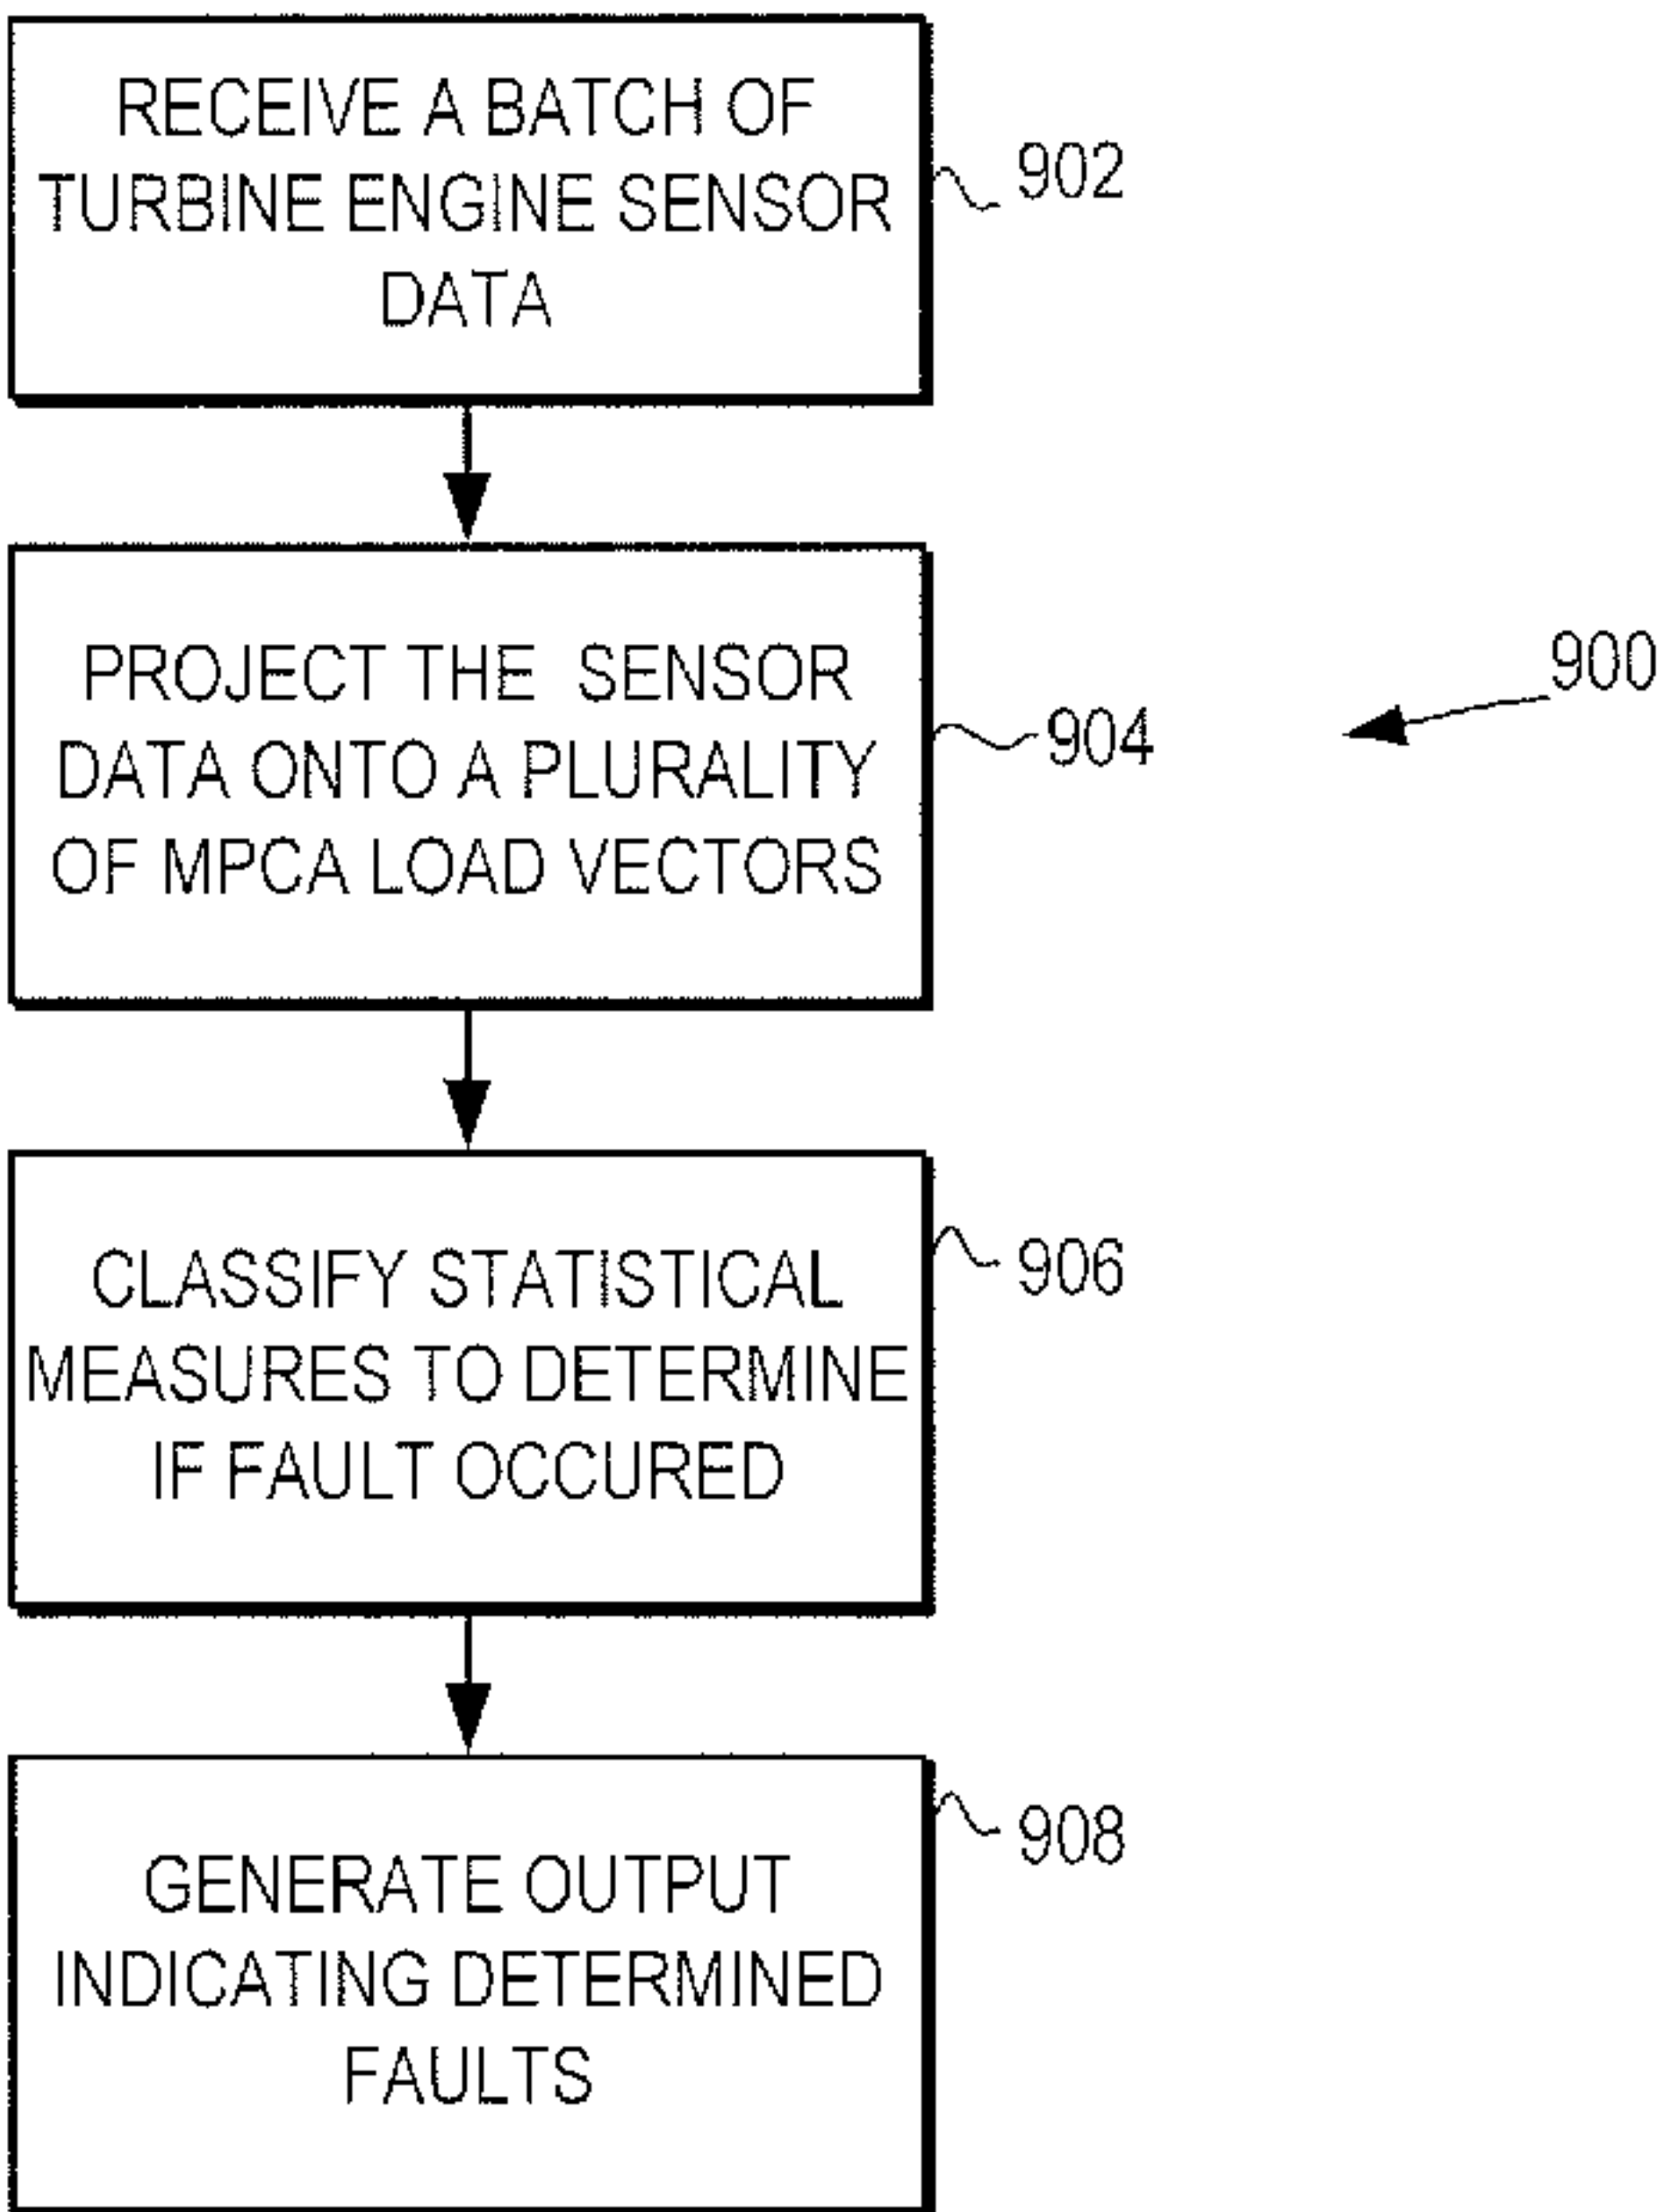 RECEIVE A BATCH OF
TURBINE ENGINE SENSOR
DATA
902
PROJECT THE SENSOR
DATA ONTO A PLURALITY
OF MPCA LOAD VECTORS
904
900
CLASSIFY STATISTICAL
MEASURES TO DETERMINE
IF FAULT OCCURED
906
GENERATE OUTPUT
INDICATING DETERMINED
FAULTS
908